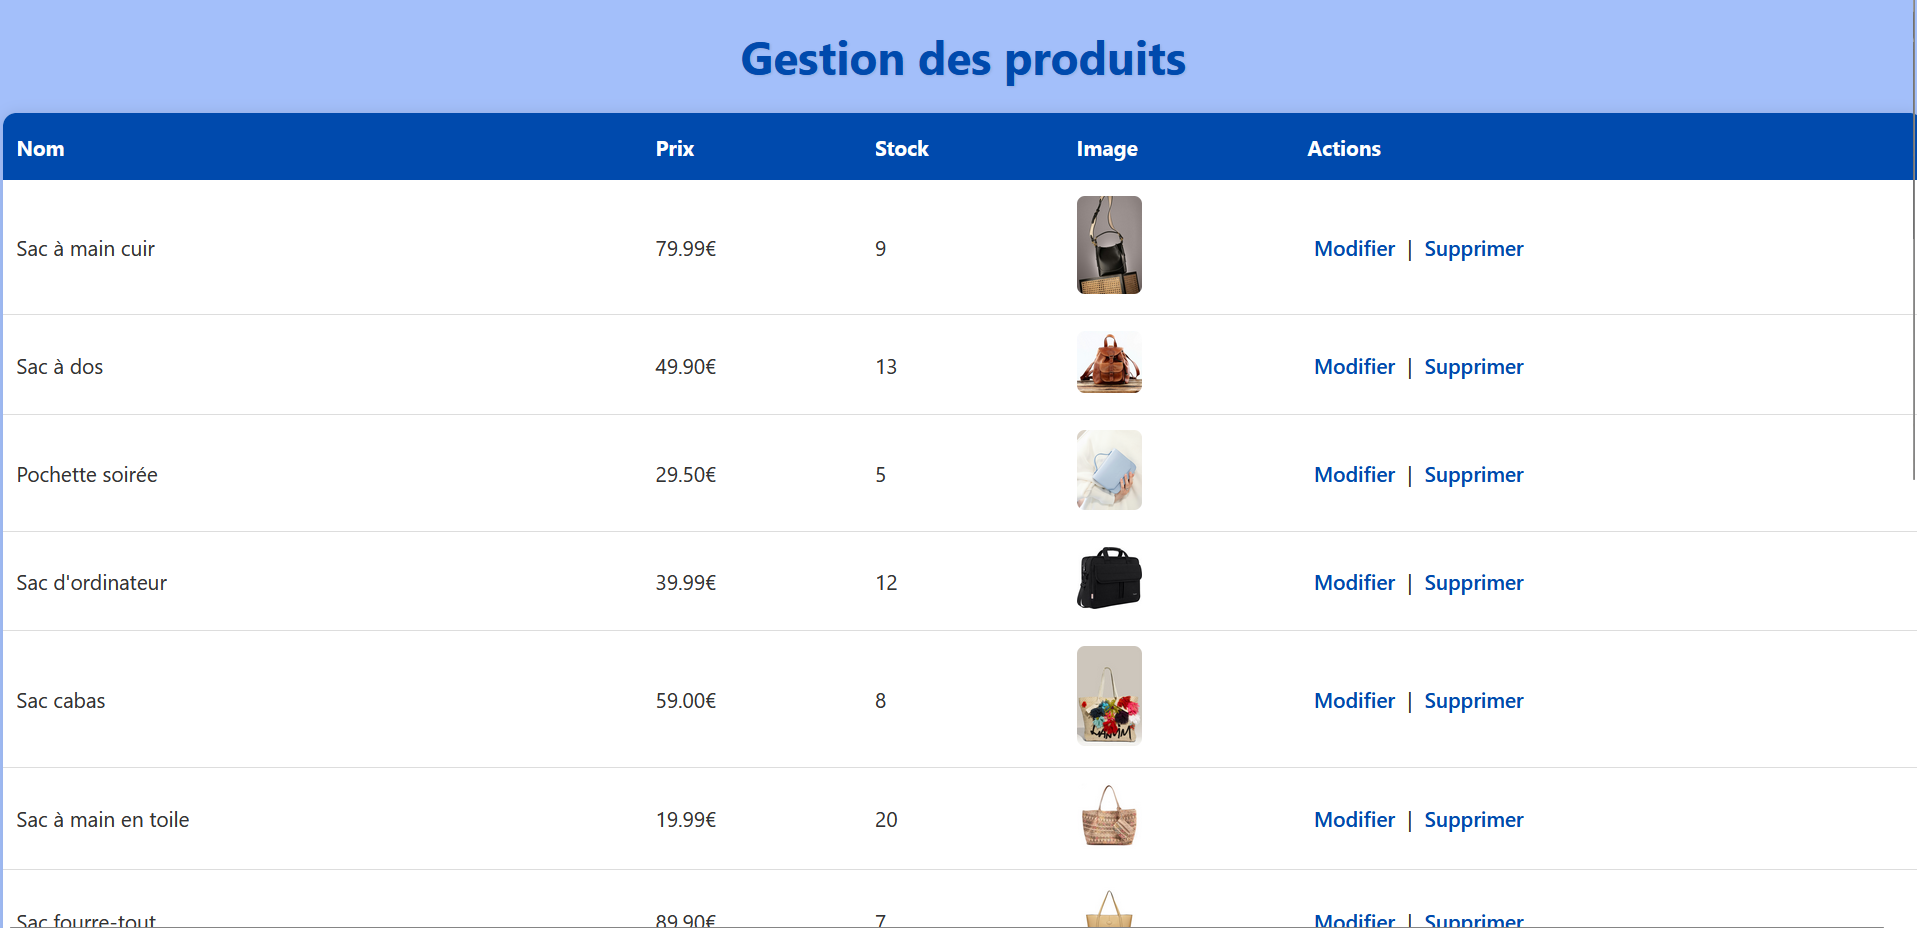 Gestion des produits
Nom Prix Stock Image Actions
Sac à main cuir 79.99€ 9 Modifier | Supprimer
Sac à dos 49.90€ 13 Modifier | Supprimer
Pochette soirée 29.50€ 5 Modifier | Supprimer
Sac d'ordinateur 39.99€ 12 Modifier | Supprimer
Sac cabas 59.00€ 8 Modifier | Supprimer
Sac à main en toile 19.99€ 20 Modifier | Supprimer
Sac fourre-tout 89.90€ 7 Modifier | Supprimer